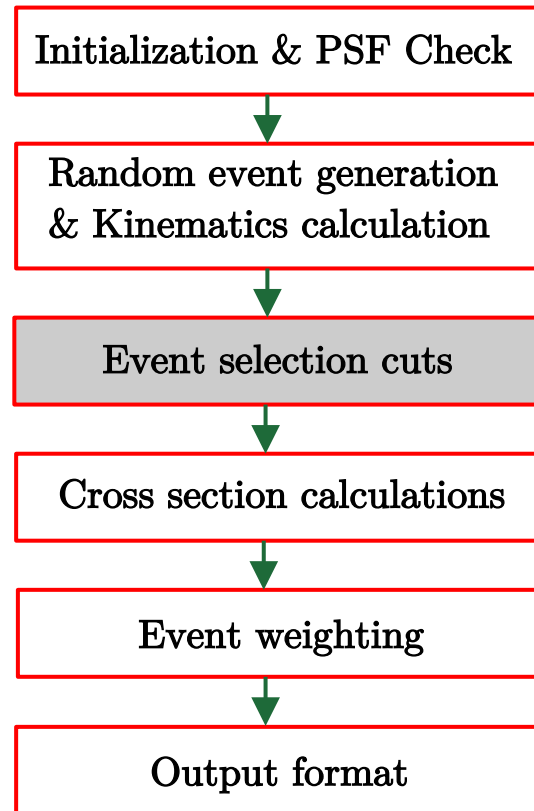 Initialization & PSF Check
Random event generation
& Kinematics calculation
Event selection cuts
Cross section calculations
Event weighting
Output format